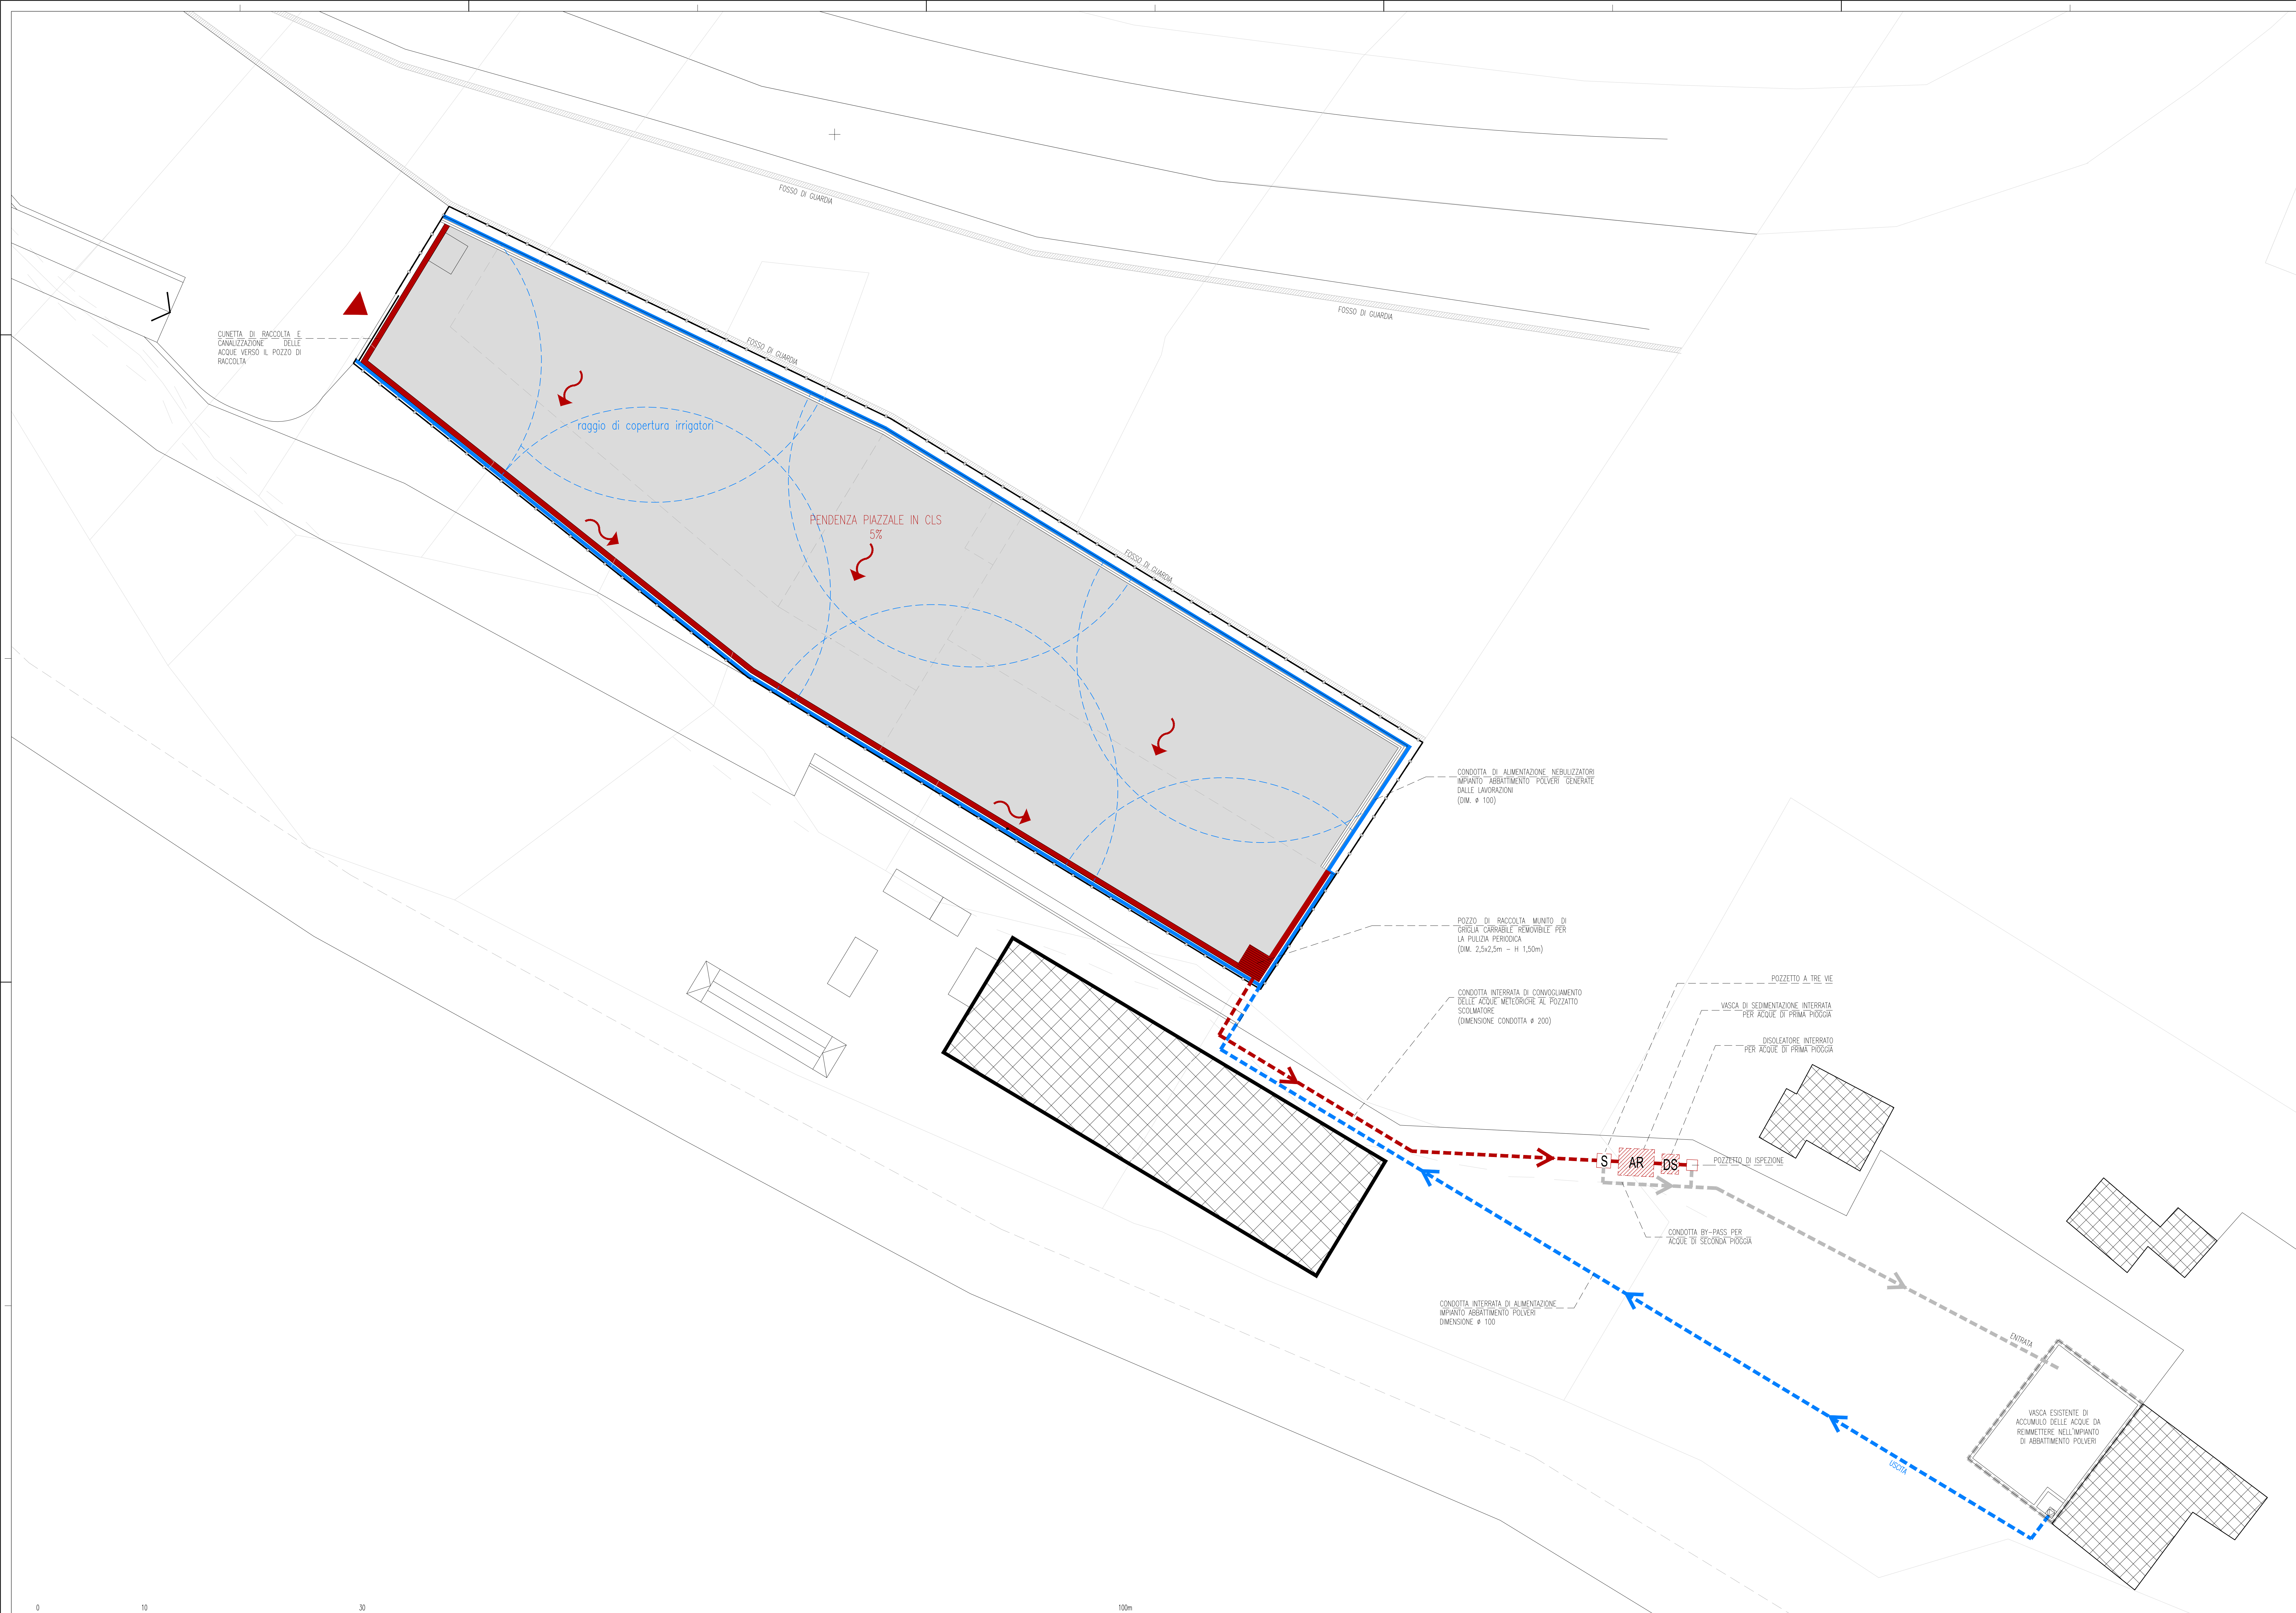 FOSSO DI GUARDIA
FOSSO DI GUARDIA
CUNETTA DI RACCOLTA E
CANALIZZAZIONE DELLE
ACQUE VERSO IL POZZO DI
RACCOLTA
FOSSO DI GUARDIA
raggio di copertura irrigatori
PENDENZA PIAZZALE IN CLS
5%
FOSSO DI GUARDIA
CONDOTTA DI ALIMENTAZIONE NEBULIZZATORI
IMPIANTO ABBATTIMENTO POLVERI GENERATE
DALLE LAVORAZIONI
(DIM. ø 100)
POZZO DI RACCOLTA MUNITO DI
GRIGLIA CARRABILE REMOVIBILE PER
LA PULIZIA PERIODICA
(DIM. 2,5x2,5m - H 1,50m)
CONDOTTA INTERRATA DI CONVOGLIAMENTO
DELLE ACQUE METEORICHE AL POZZATTO
SCOLMATORE
(DIMENSIONE CONDOTTA ø 200)
POZZETTO A TRE VIE
VASCA DI SEDIMENTAZIONE INTERRATA
PER ACQUE DI PRIMA PIOGGIA
DISOLEATORE INTERRATO
PER ACQUE DI PRIMA PIOGGIA
S
AR
DS
POZZETTO DI ISPEZIONE
CONDOTTA BY-PASS PER
ACQUE DI SECONDA PIOGGIA
CONDOTTA INTERRATA DI ALIMENTAZIONE
IMPIANTO ABBATTIMENTO POLVERI
DIMENSIONE ø 100
ENTRATA
VASCA ESISTENTE DI
ACCUMULO DELLE ACQUE DA
REIMMETTERE NELL'IMPIANTO
DI ABBATTIMENTO POLVERI
USCITA
0 10 30 100m